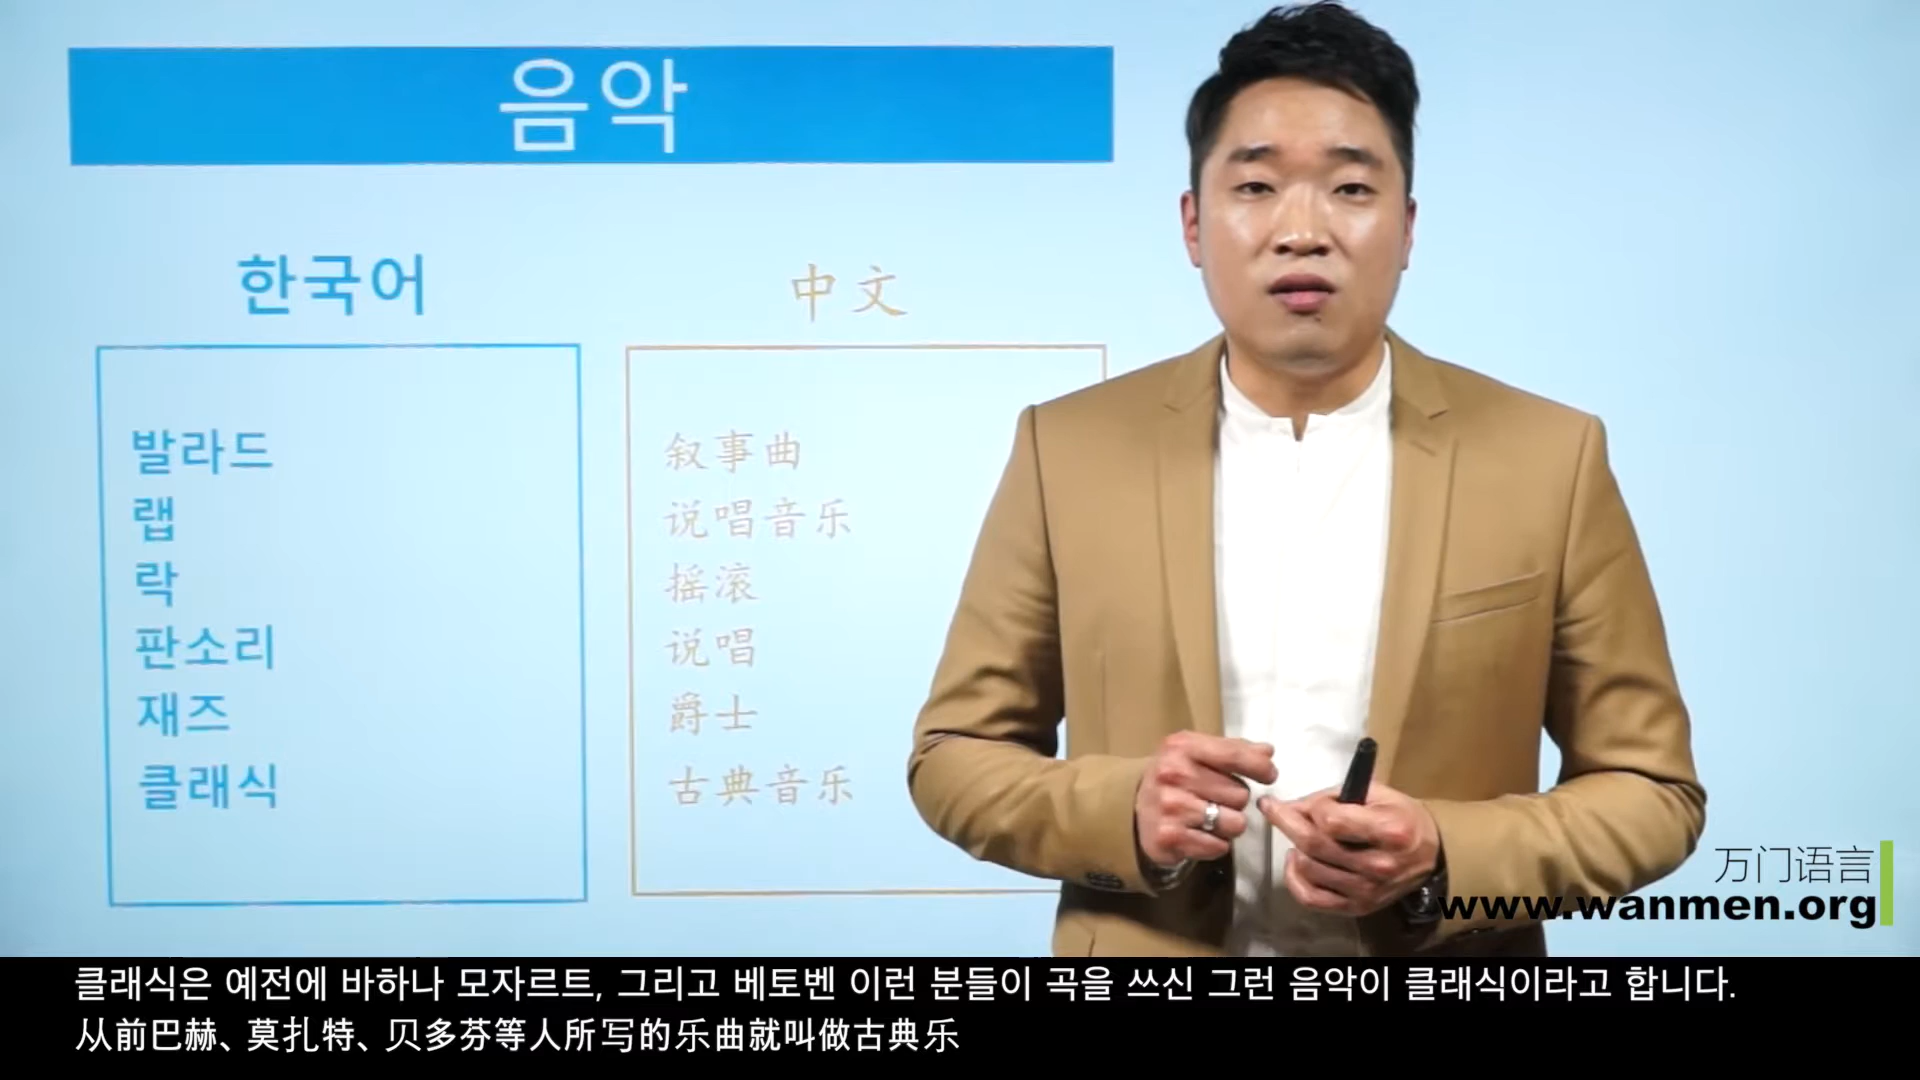 음악
한국어
中文
발라드
랩
락
판소리
재즈
클래식
叙事曲
说唱音乐
摇滚
说唱
爵士
古典音乐
万门语言
www.wanmen.org
클래식은 예전에 바하나 모자르트, 그리고 베토벤 이런 분들이 곡을 쓰신 그런 음악이 클래식이라고 합니다.
从前巴赫、莫扎特、贝多芬等人所写的乐曲就叫做古典乐